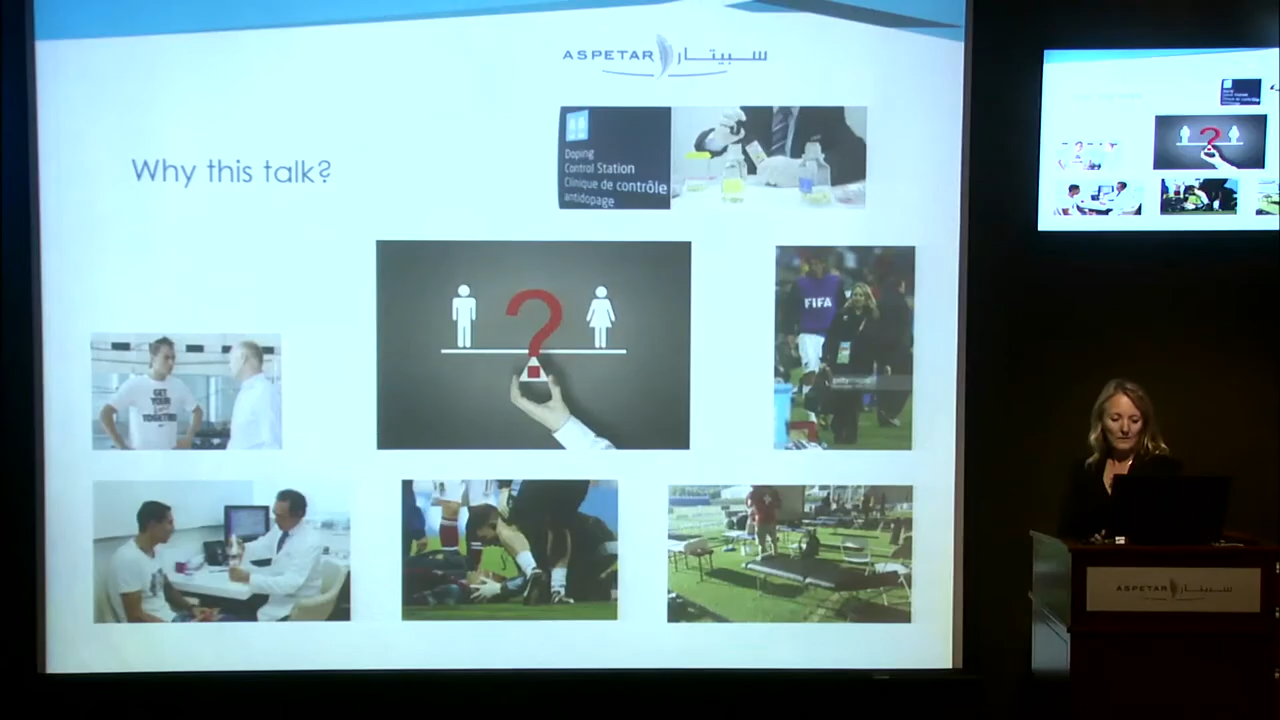 ASPETAR سبيتار
Why this talk?
Doping
Control Station
Clinique de contrôle
antidopage
FIFA
GET
YOUR
TOGETHER
ASPETAR سبيتار